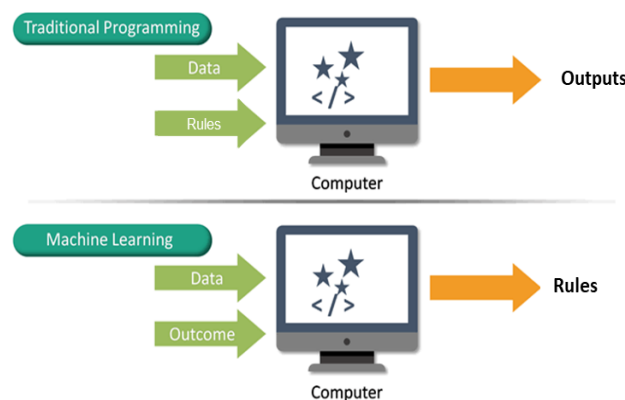 Traditional Programming
Data
Rules
</>
Outputs
Computer
Machine Learning
Data
Outcome
</>
Rules
Computer